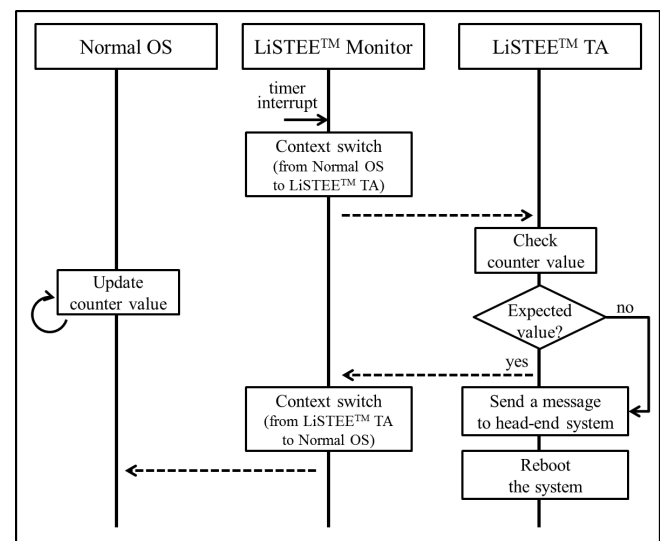 Normal OS
LiSTEE™ Monitor
LiSTEE™ TA
timer
interrupt
Context switch
(from Normal OS
to LiSTEE™ TA)
Check
counter value
Update
counter value
Expected
value?
no
yes
Context switch
(from LiSTEE™ TA
to Normal OS)
Send a message
to head-end system
Reboot
the system